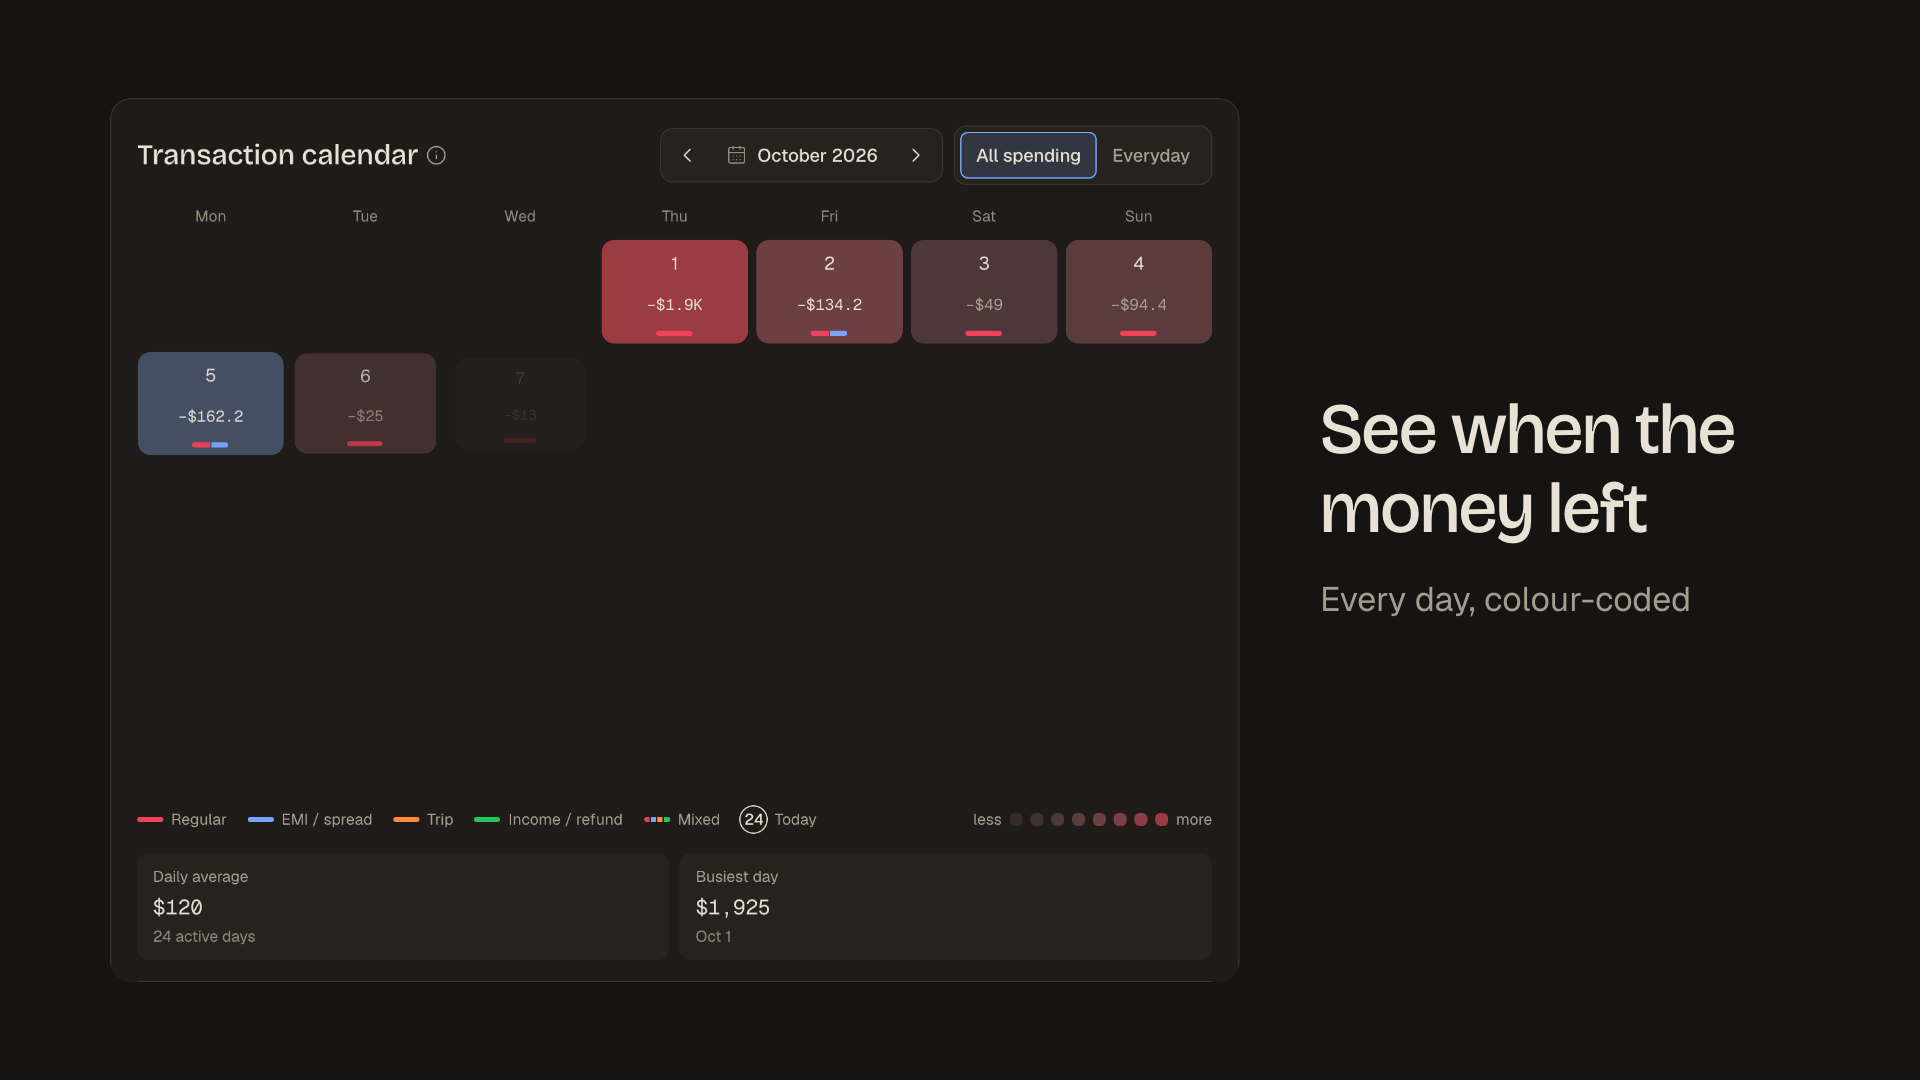 Transaction calendar
October 2026
All spending
Everyday
Mon Tue Wed Thu Fri Sat Sun
1 2 3 4
-$1.9K -$134.2 -$49 -$94.4
5 6 7
-$162.2 -$25 -$13
Regular EMI / spread Trip Income / refund Mixed 24 Today less more
Daily average
$120
24 active days
Busiest day
$1,925
Oct 1
See when the
money left
Every day, colour-coded